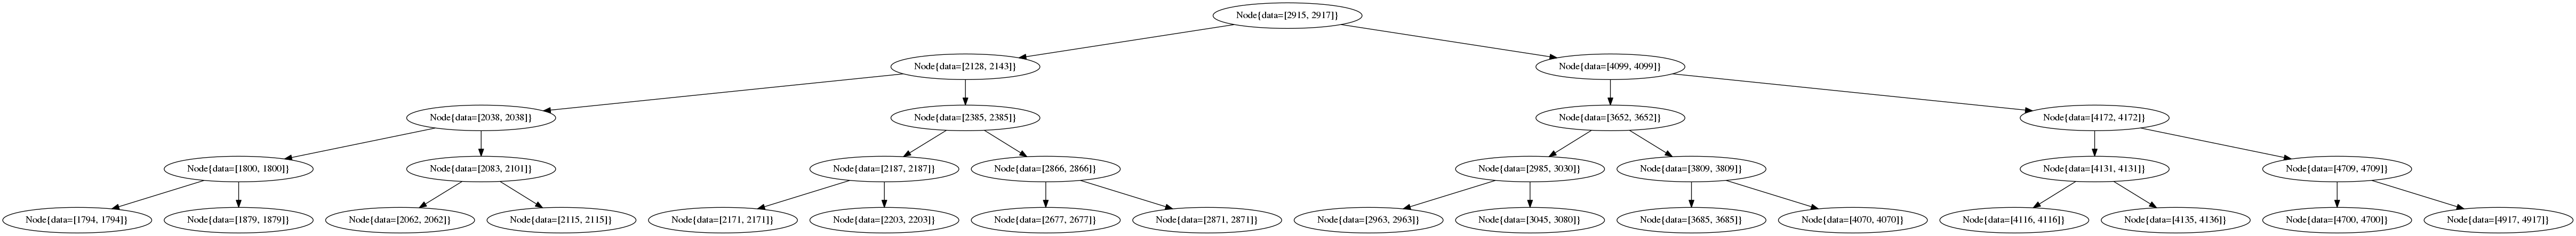 Node{data=[2915, 2917]}
Node{data=[2128, 2143]}
Node{data=[4099, 4099]}
Node{data=[2038, 2038]}
Node{data=[2385, 2385]}
Node{data=[3652, 3652]}
Node{data=[4172, 4172]}
Node{data=[1800, 1800]}
Node{data=[2083, 2101]}
Node{data=[2187, 2187]}
Node{data=[2866, 2866]}
Node{data=[2985, 3030]}
Node{data=[3809, 3809]}
Node{data=[4131, 4131]}
Node{data=[4709, 4709]}
Node{data=[1794, 1794]}
Node{data=[1879, 1879]}
Node{data=[2062, 2062]}
Node{data=[2115, 2115]}
Node{data=[2171, 2171]}
Node{data=[2203, 2203]}
Node{data=[2677, 2677]}
Node{data=[2871, 2871]}
Node{data=[2963, 2963]}
Node{data=[3045, 3080]}
Node{data=[3685, 3685]}
Node{data=[4070, 4070]}
Node{data=[4116, 4116]}
Node{data=[4135, 4136]}
Node{data=[4700, 4700]}
Node{data=[4917, 4917]}